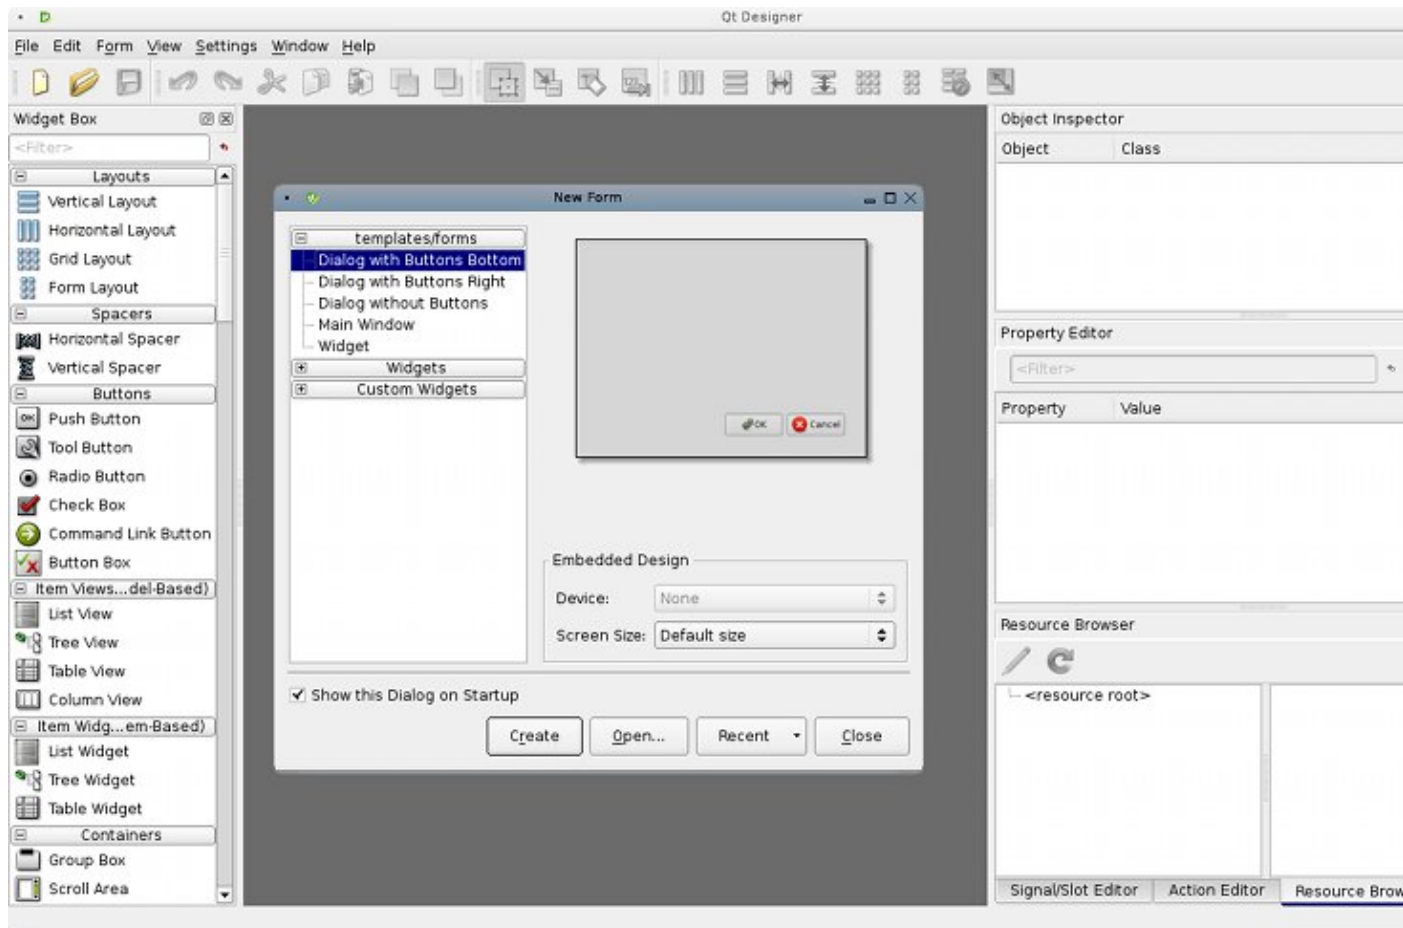 Qt Designer
File Edit Form View Settings Window Help
Widget Box
<Filter>
Layouts
Vertical Layout
Horizontal Layout
Grid Layout
Form Layout
Spacers
Horizontal Spacer
Vertical Spacer
Buttons
Push Button
Tool Button
Radio Button
Check Box
Command Link Button
Button Box
Item Views...del-Based)
List View
Tree View
Table View
Column View
Item Widg...em-Based)
List Widget
Tree Widget
Table Widget
Containers
Group Box
Scroll Area
New Form
templates/forms
Dialog with Buttons Bottom
Dialog with Buttons Right
Dialog without Buttons
Main Window
Widget
Widgets
Custom Widgets
OK Cancel
Embedded Design
Device: None
Screen Size: Default size
Show this Dialog on Startup
Create Open... Recent Close
Object Inspector
Object Class
Property Editor
<Filter>
Property Value
Resource Browser
<resource root>
Signal/Slot Editor Action Editor Resource Brow